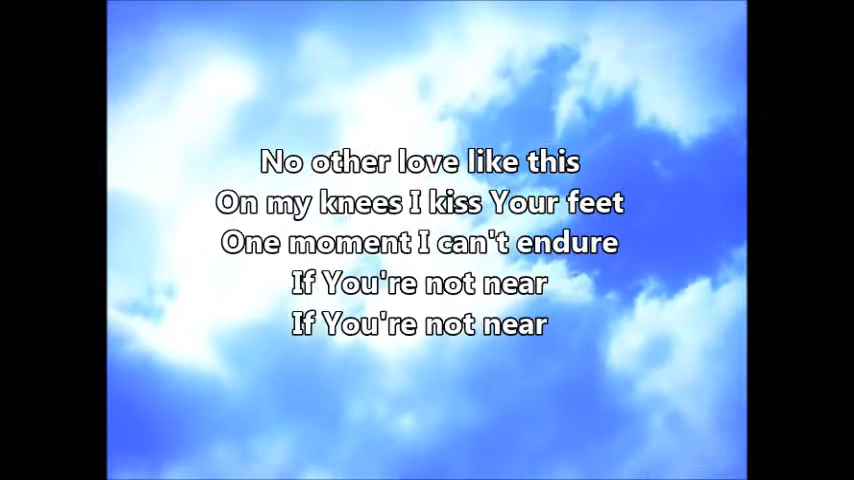 No other love like this
On my knees I kiss Your feet
One moment I can't endure
If You're not near
If You're not near